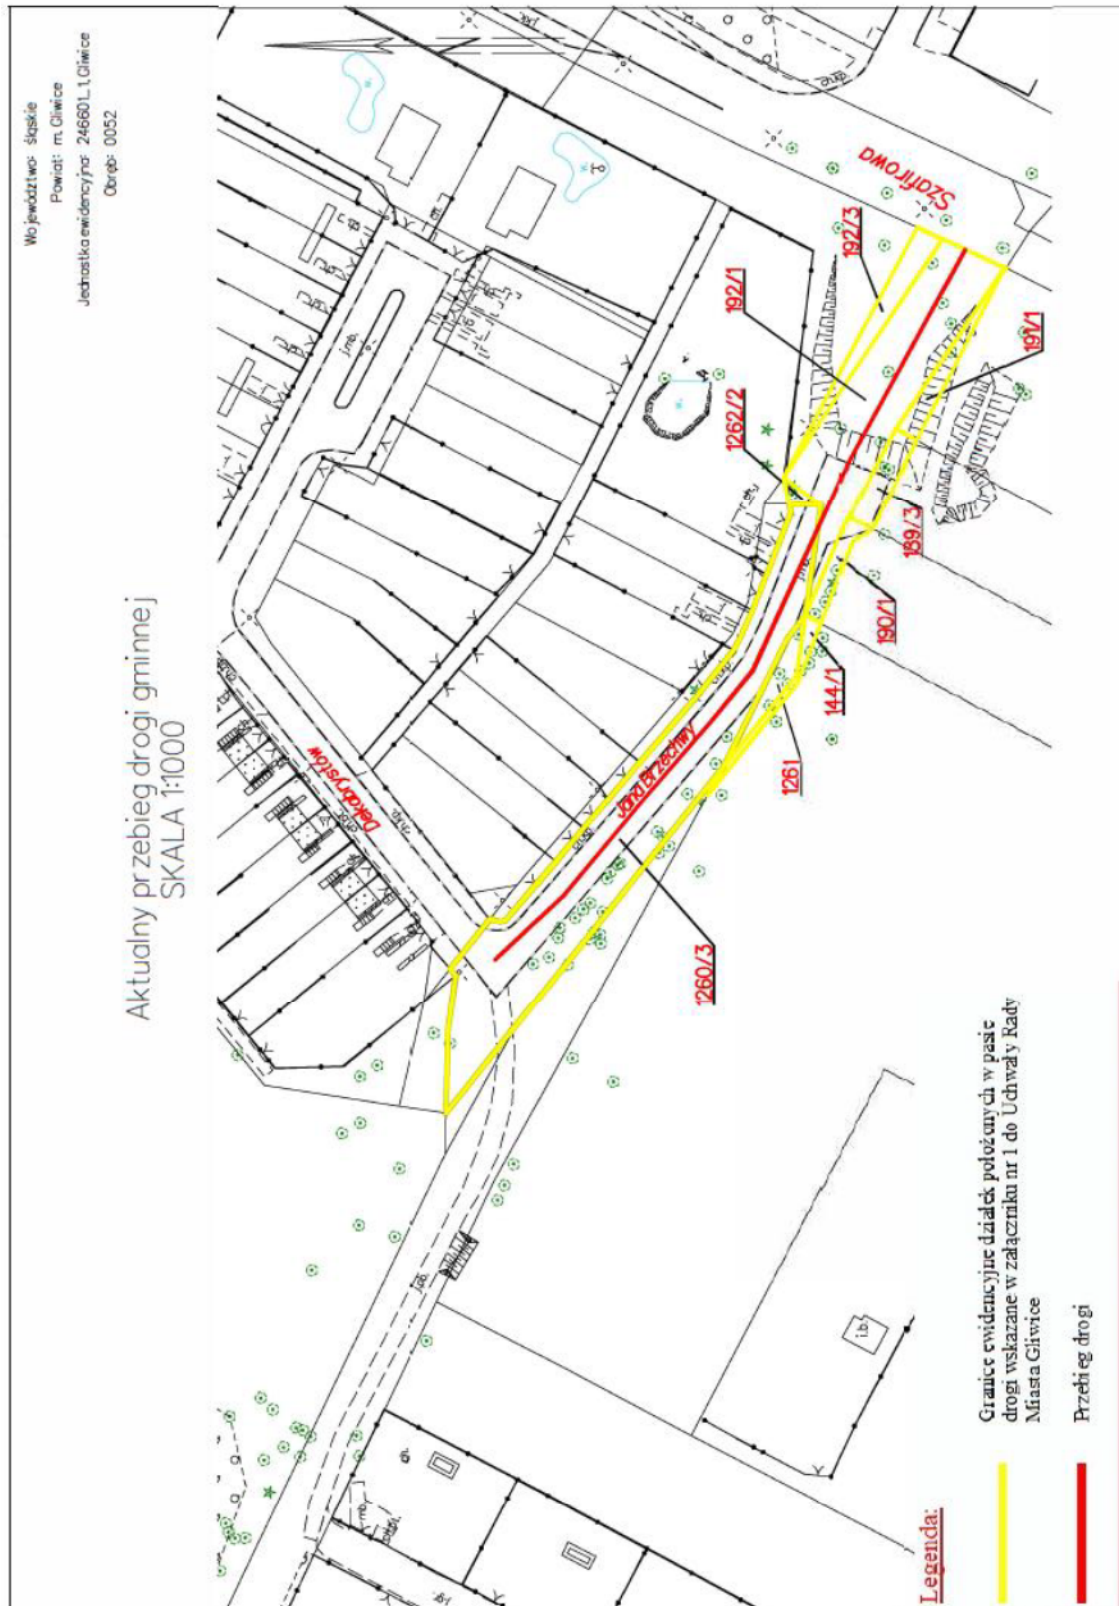 Województwo: śląskie
Powiat: m. Gliwice
Jednostka ewidencyjna: 246601_1, Gliwice
Obręb: 0052
Aktualny przebieg drogi gminnej
SKALA 1:1000
Szafirowa
192/3
192/1
191/1
1262/2
189/3
190/1
144/1
1261
Jana Brzechwy
Dekabrystów
1260/3
i.b.
Legenda:
Granice ewidencyjne działek położonych w pasie
drogi wskazane w załączniku nr 1 do Uchwały Rady
Miasta Gliwice
Przebieg drogi